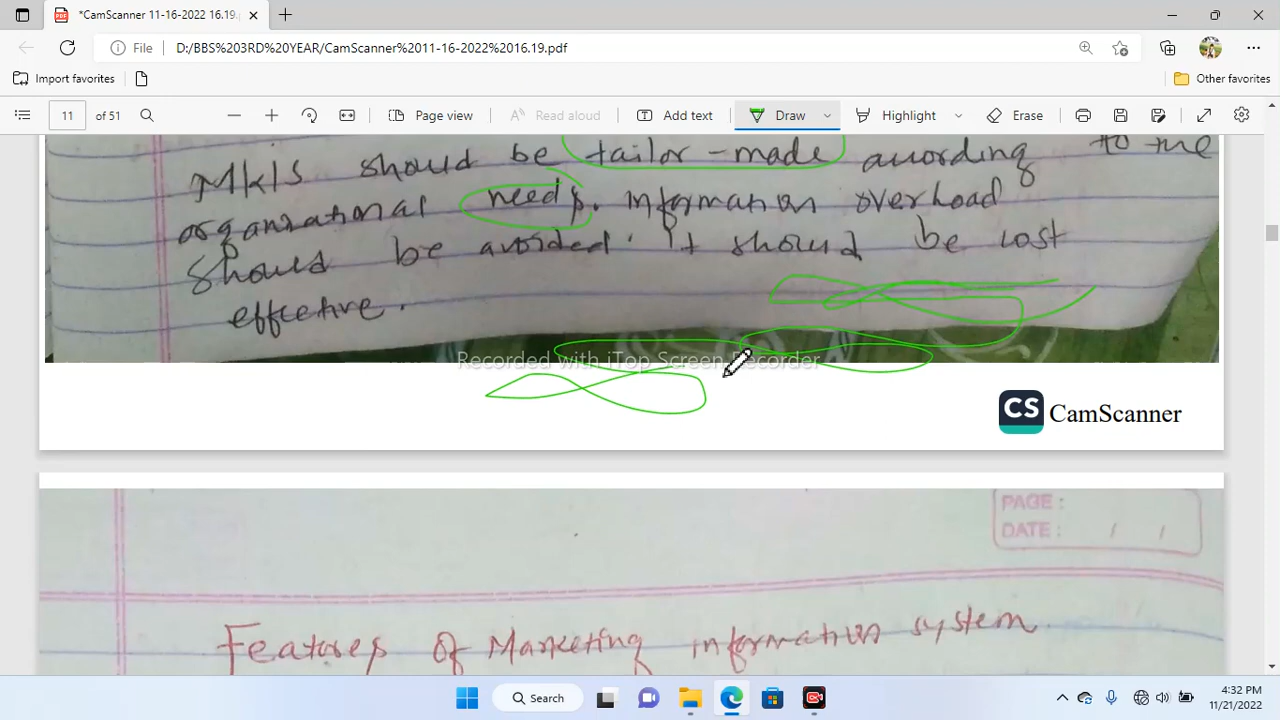 *CamScanner 11-16-2022 16.19.p
File D:/BBS%203RD%20YEAR/CamScanner%2011-16-2022%2016.19.pdf
Import favorites Other favorites
11 of 51 Page view Read aloud Add text Draw Highlight Erase
MkIS should be tailor-made according to the
organizational needs. Information overload
should be avoided. It should be cost
effective.
Recorded with iTop Screen Recorder
CS CamScanner
PAGE:
DATE: / /
Features of Marketing information system
Search
4:32 PM
11/21/2022